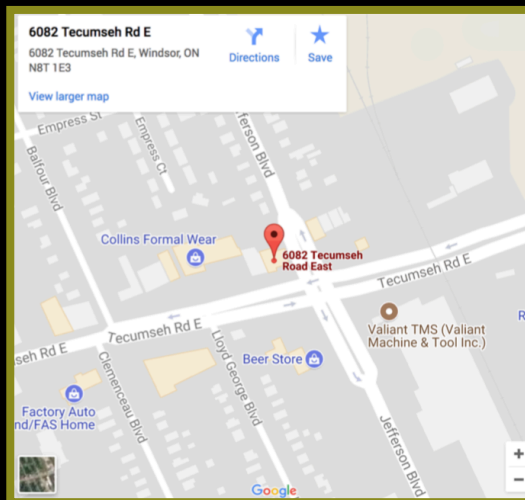 6082 Tecumseh Rd E
6082 Tecumseh Rd E, Windsor, ON
N8T 1E3
Directions
Save
View larger map
Empress St
Empress Ct
Balfour Blvd
fferson Blvd
Collins Formal Wear
6082 Tecumseh
Road East
Tecumseh Rd E
Tecumseh Rd E
seh Rd E
Valiant TMS (Valiant
Machine & Tool Inc.)
R
Beer Store
Lloyd George Blvd
Clemenceau Blvd
Factory Auto
nd/FAS Home
Jefferson Blvd
Google
+
−